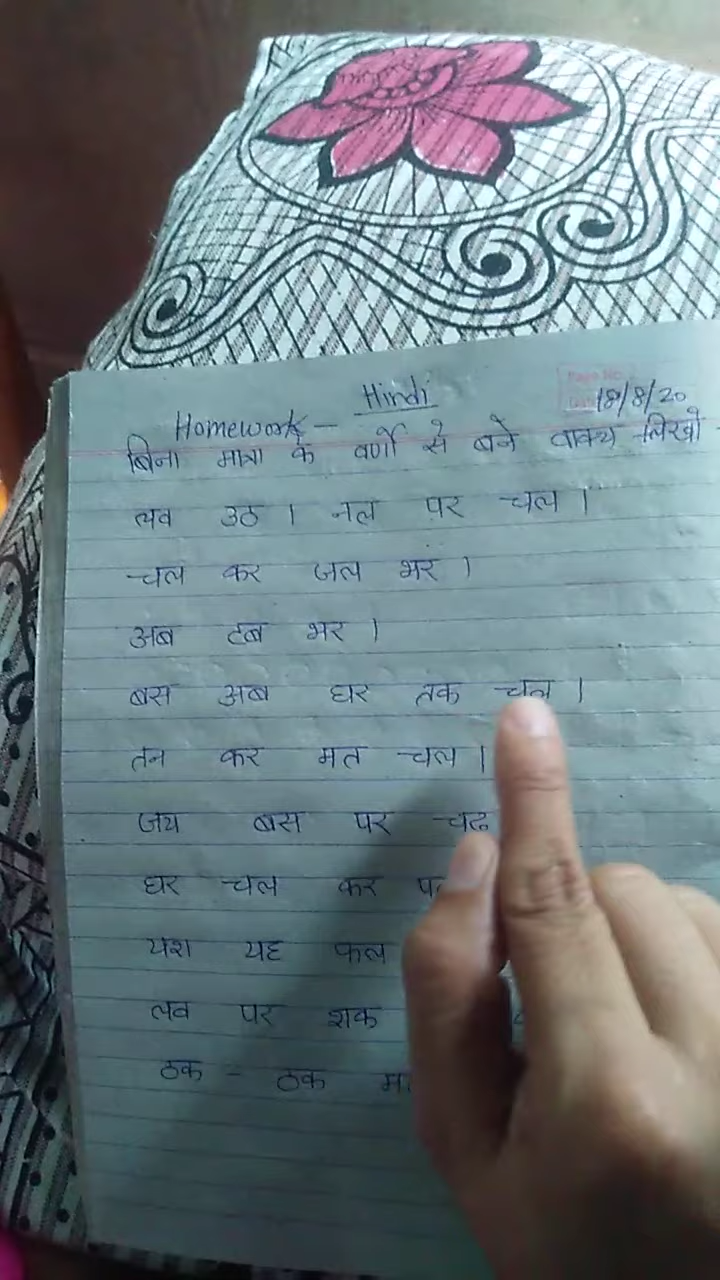 Hindi
18/8/20
Homework -
बिना मात्रा के वर्णों से बने वाक्य लिखो -
लव उठ । नल पर चल ।
चल कर जल भर ।
अब टब भर ।
बस अब घर तक चल ।
तन कर मत चल ।
जय बस पर चढ
घर चल कर
यश यह फल
लव पर शक
ठक - ठक